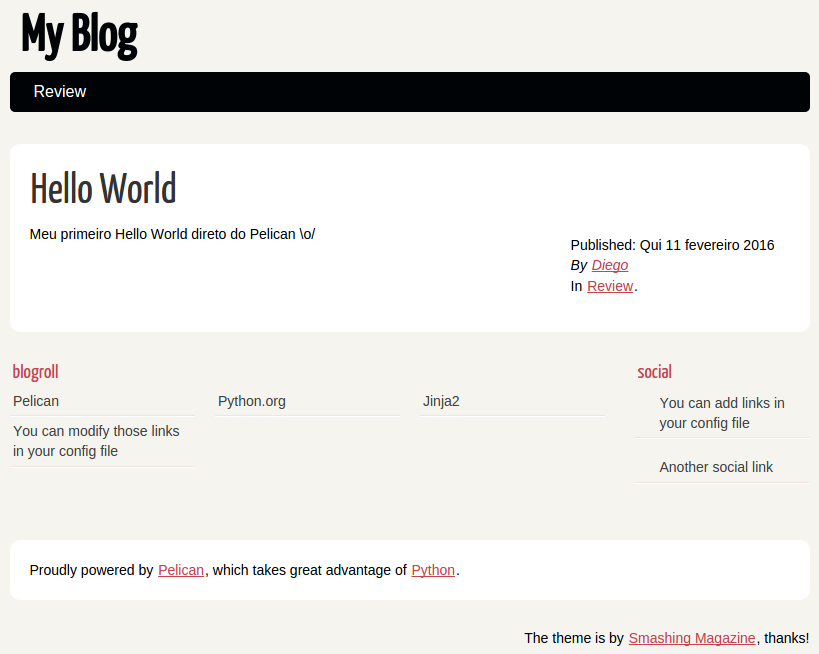 My Blog
Review
Hello World
Meu primeiro Hello World direto do Pelican \o/
Published: Qui 11 fevereiro 2016
By Diego
In Review.
blogroll
Pelican
Python.org
Jinja2
You can modify those links
in your config file
social
You can add links in
your config file
Another social link
Proudly powered by Pelican, which takes great advantage of Python.
The theme is by Smashing Magazine, thanks!